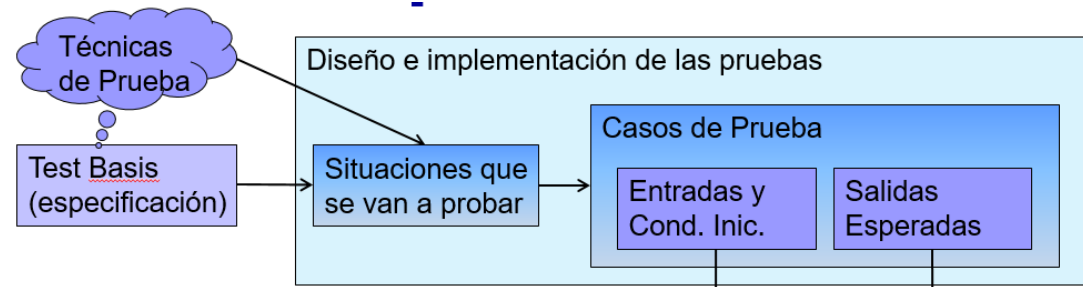 Técnicas
de Prueba
Diseño e implementación de las pruebas
Casos de Prueba
Test Basis
(especificación)
Situaciones que
se van a probar
Entradas y
Cond. Inic.
Salidas
Esperadas